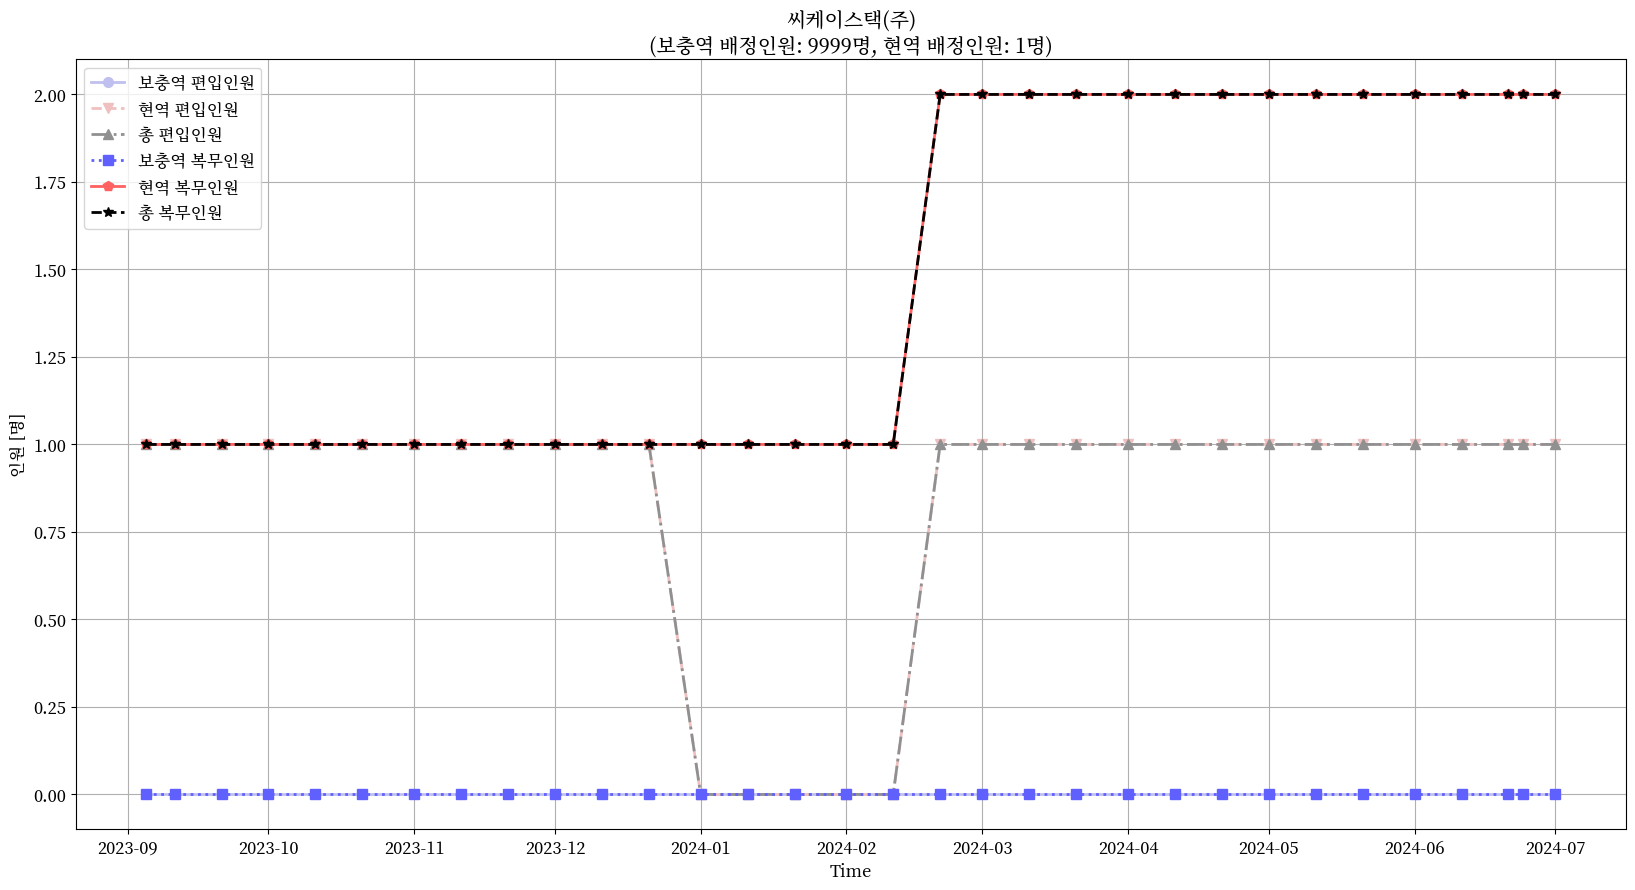 씨케이스택(주)
(보충역 배정인원: 9999명, 현역 배정인원: 1명)
보충역 편입인원
현역 편입인원
총 편입인원
보충역 복무인원
현역 복무인원
총 복무인원
인원 [명]
2.00
1.75
1.50
1.25
1.00
0.75
0.50
0.25
0.00
2023-09 2023-10 2023-11 2023-12 2024-01 2024-02 2024-03 2024-04 2024-05 2024-06 2024-07
Time